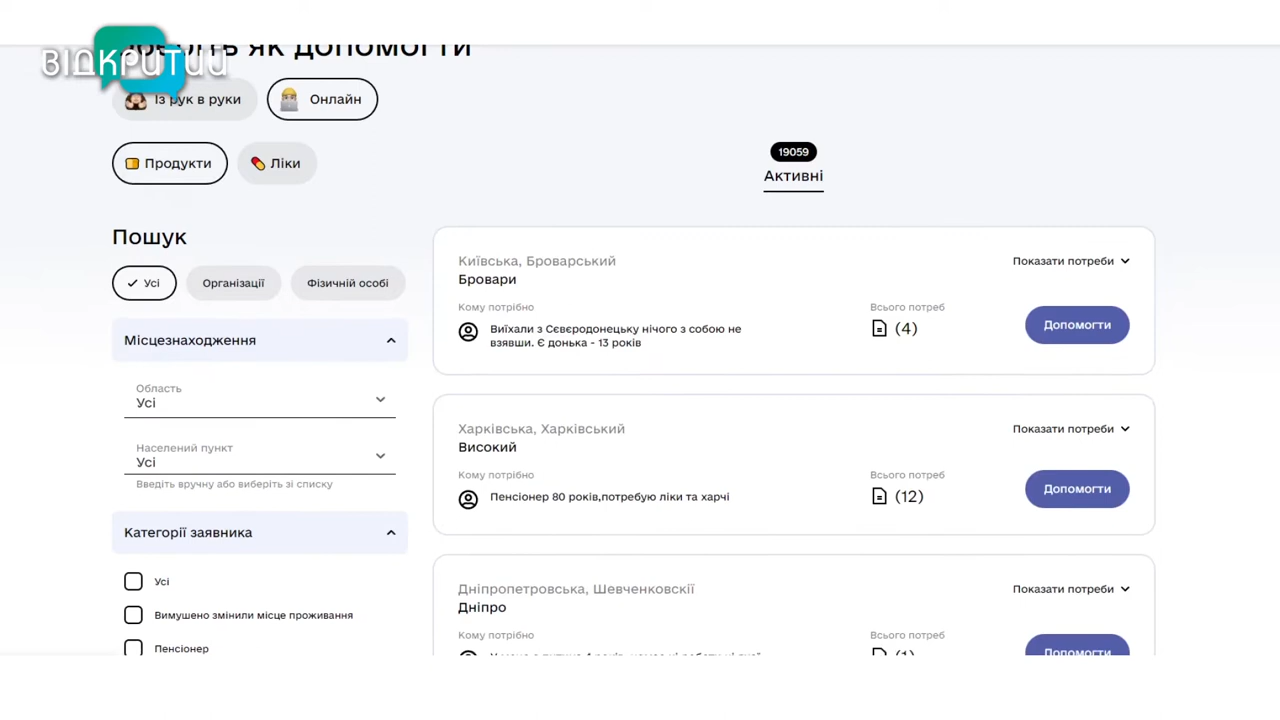 ВІДКРИТИЙ
як допомогти
Із рук в руки
Онлайн
Продукти
Ліки
19059
Активні
Пошук
Усі
Організації
Фізичній особі
Місцезнаходження
Область
Усі
Населений пункт
Усі
Введіть вручну або виберіть зі списку
Категорії заявника
Усі
Вимушено змінили місце проживання
Пенсіонер
Київська, Броварський
Бровари
Показати потреби
Кому потрібно
Виїхали з Сєвєродонецьку нічого з собою не
взявши. Є донька - 13 років
Всього потреб
(4)
Допомогти
Харківська, Харківський
Високий
Показати потреби
Кому потрібно
Пенсіонер 80 років,потребую ліки та харчі
Всього потреб
(12)
Допомогти
Дніпропетровська, Шевченковскії
Дніпро
Показати потреби
Кому потрібно
Всього потреб
(1)
Допомогти